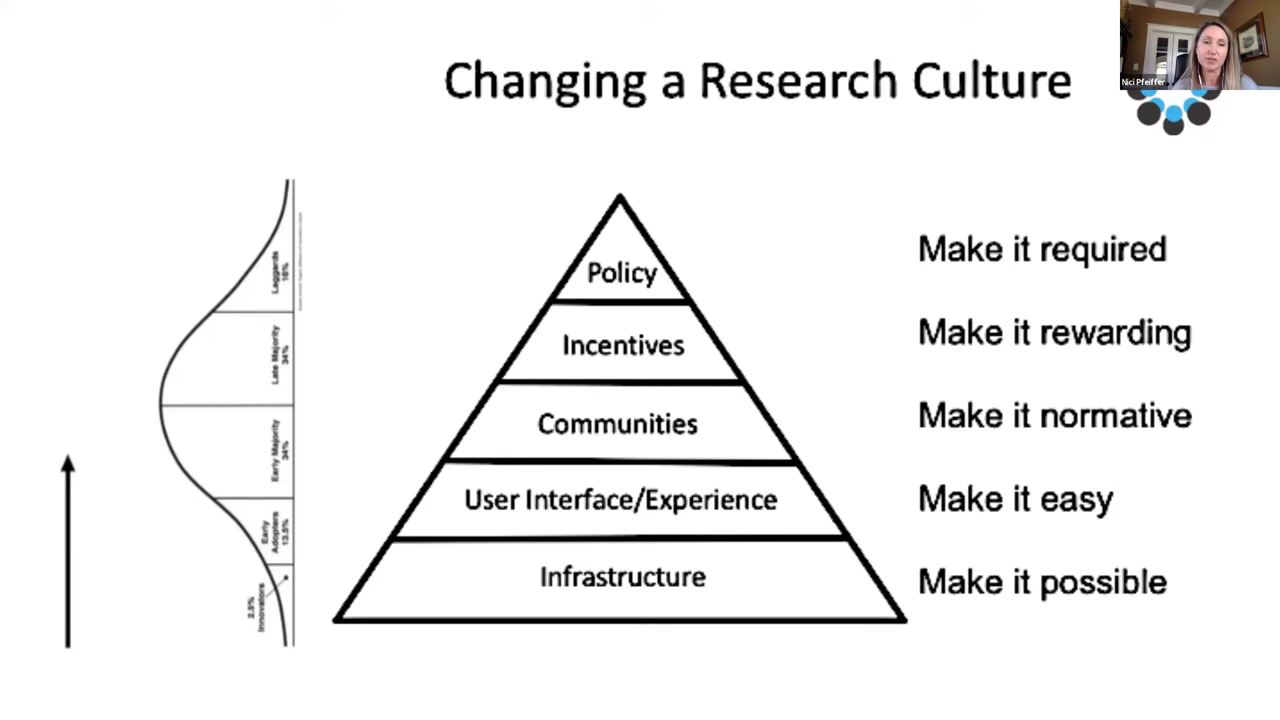 Changing a Research Culture
Nici Pfeiffer
Laggards
16%
Late Majority
34%
Early Majority
34%
Early
Adopters
13.5%
2.5%
Innovators
Policy
Incentives
Communities
User Interface/Experience
Infrastructure
Make it required
Make it rewarding
Make it normative
Make it easy
Make it possible